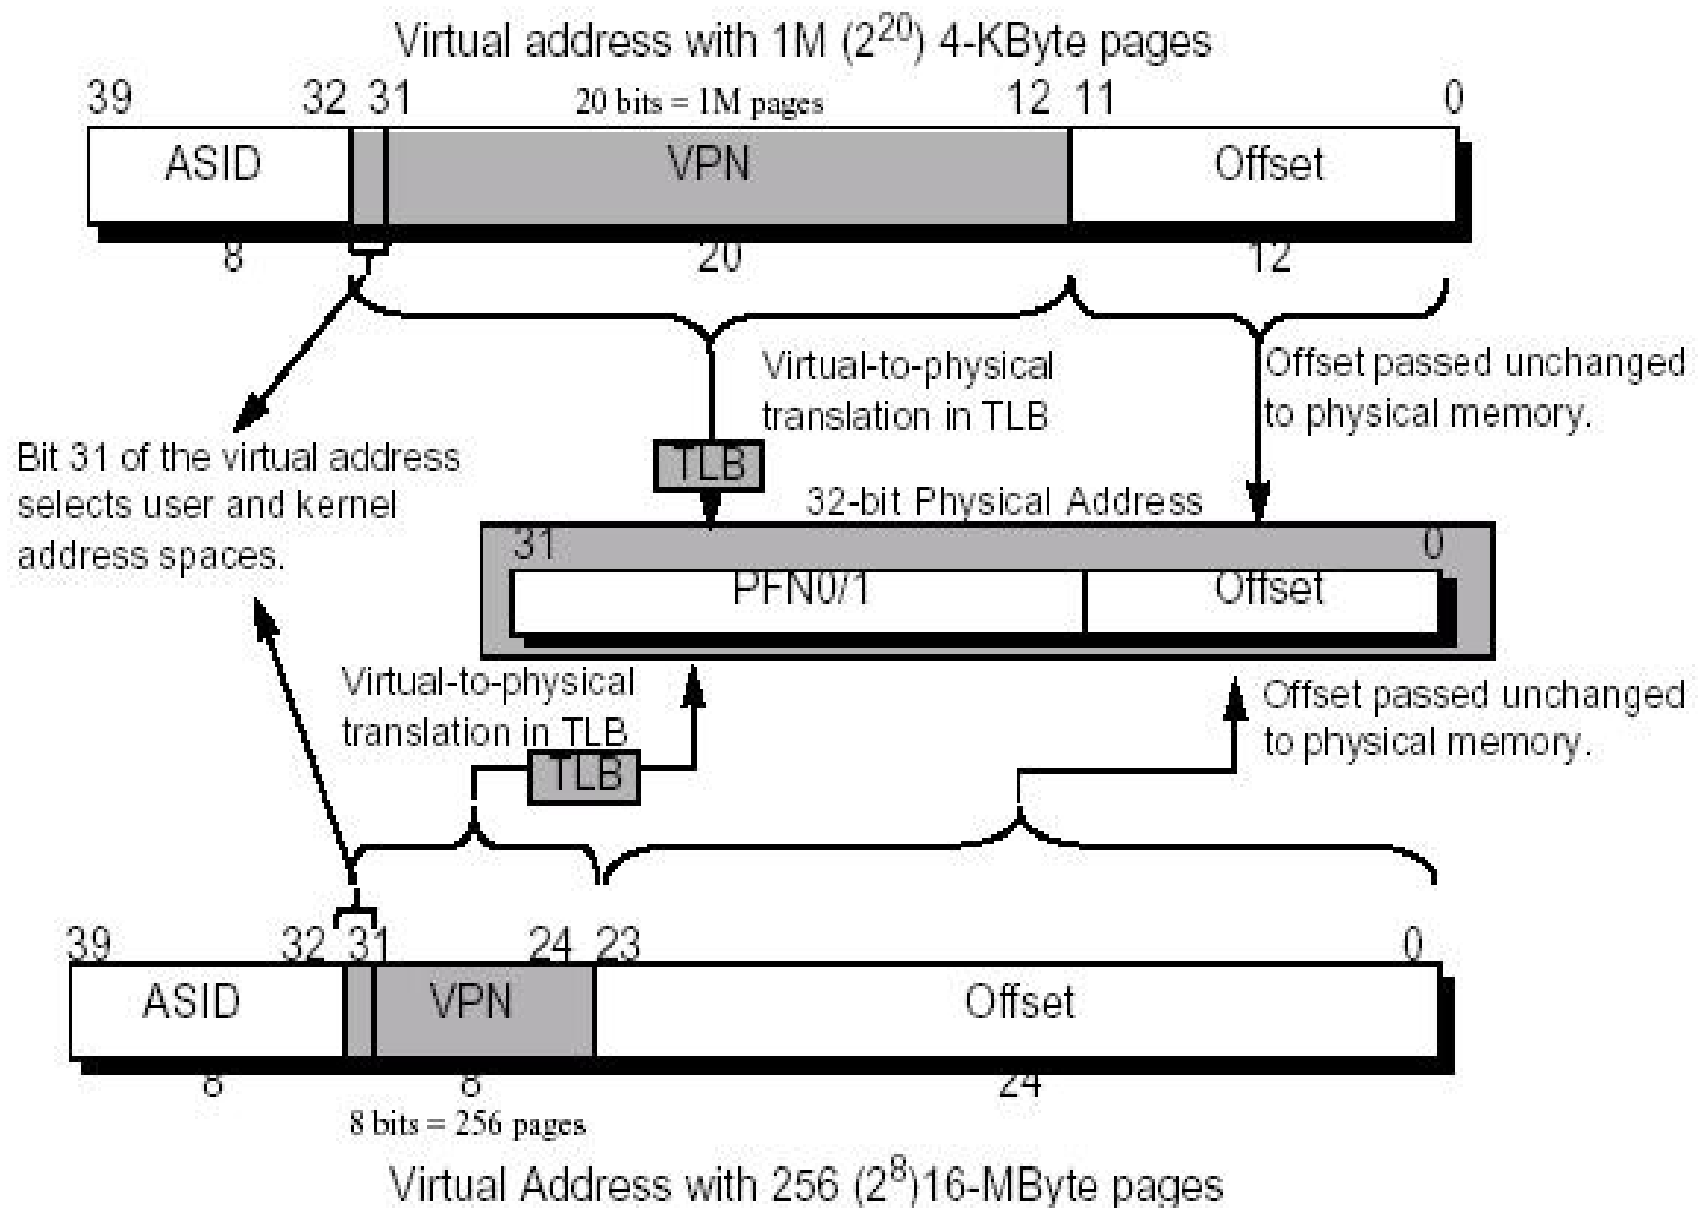 Virtual address with 1M (2²⁰) 4-KByte pages
39 32 31 20 bits = 1M pages 12 11 0
ASID VPN Offset
8 20 12
Virtual-to-physical
translation in TLB
Offset passed unchanged
to physical memory.
TLB
Bit 31 of the virtual address
selects user and kernel
address spaces.
32-bit Physical Address
31 0
PFN0/1 Offset
Virtual-to-physical
translation in TLB
TLB
Offset passed unchanged
to physical memory.
39 32 31 24 23 0
ASID VPN Offset
8 8 24
8 bits = 256 pages
Virtual Address with 256 (2⁸)16-MByte pages